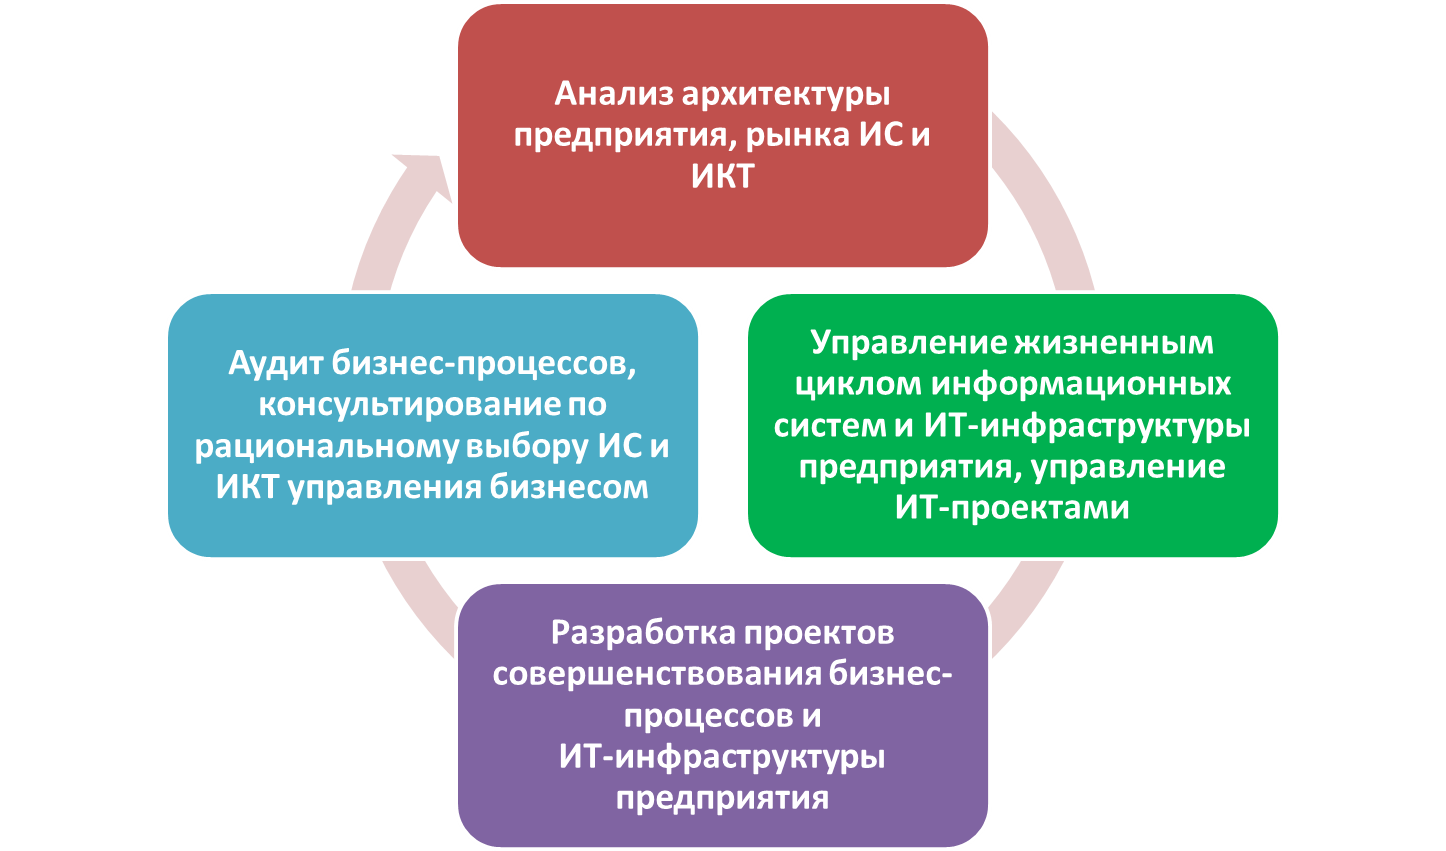 Анализ архитектуры
предприятия, рынка ИС и
ИКТ
Управление жизненным
циклом информационных
систем и ИТ-инфраструктуры
предприятия, управление
ИТ-проектами
Разработка проектов
совершенствования бизнес-
процессов и
ИТ-инфраструктуры
предприятия
Аудит бизнес-процессов,
консультирование по
рациональному выбору ИС и
ИКТ управления бизнесом